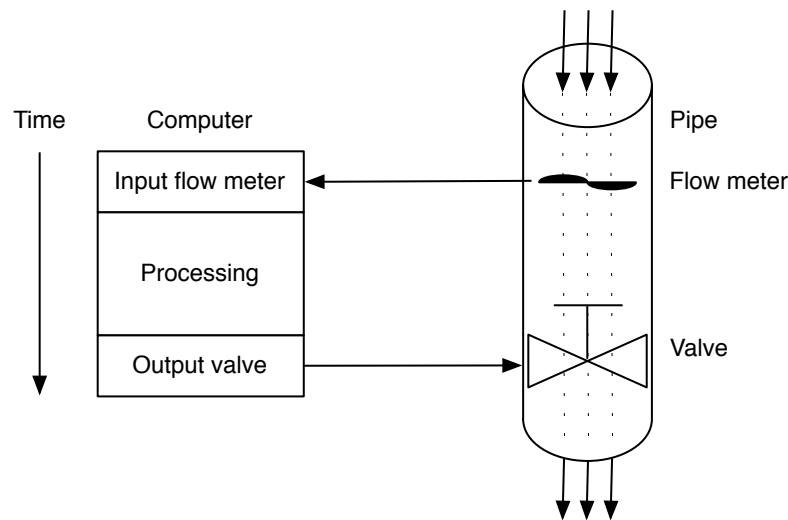 Time
Computer
Pipe
Input flow meter
Flow meter
Processing
Valve
Output valve